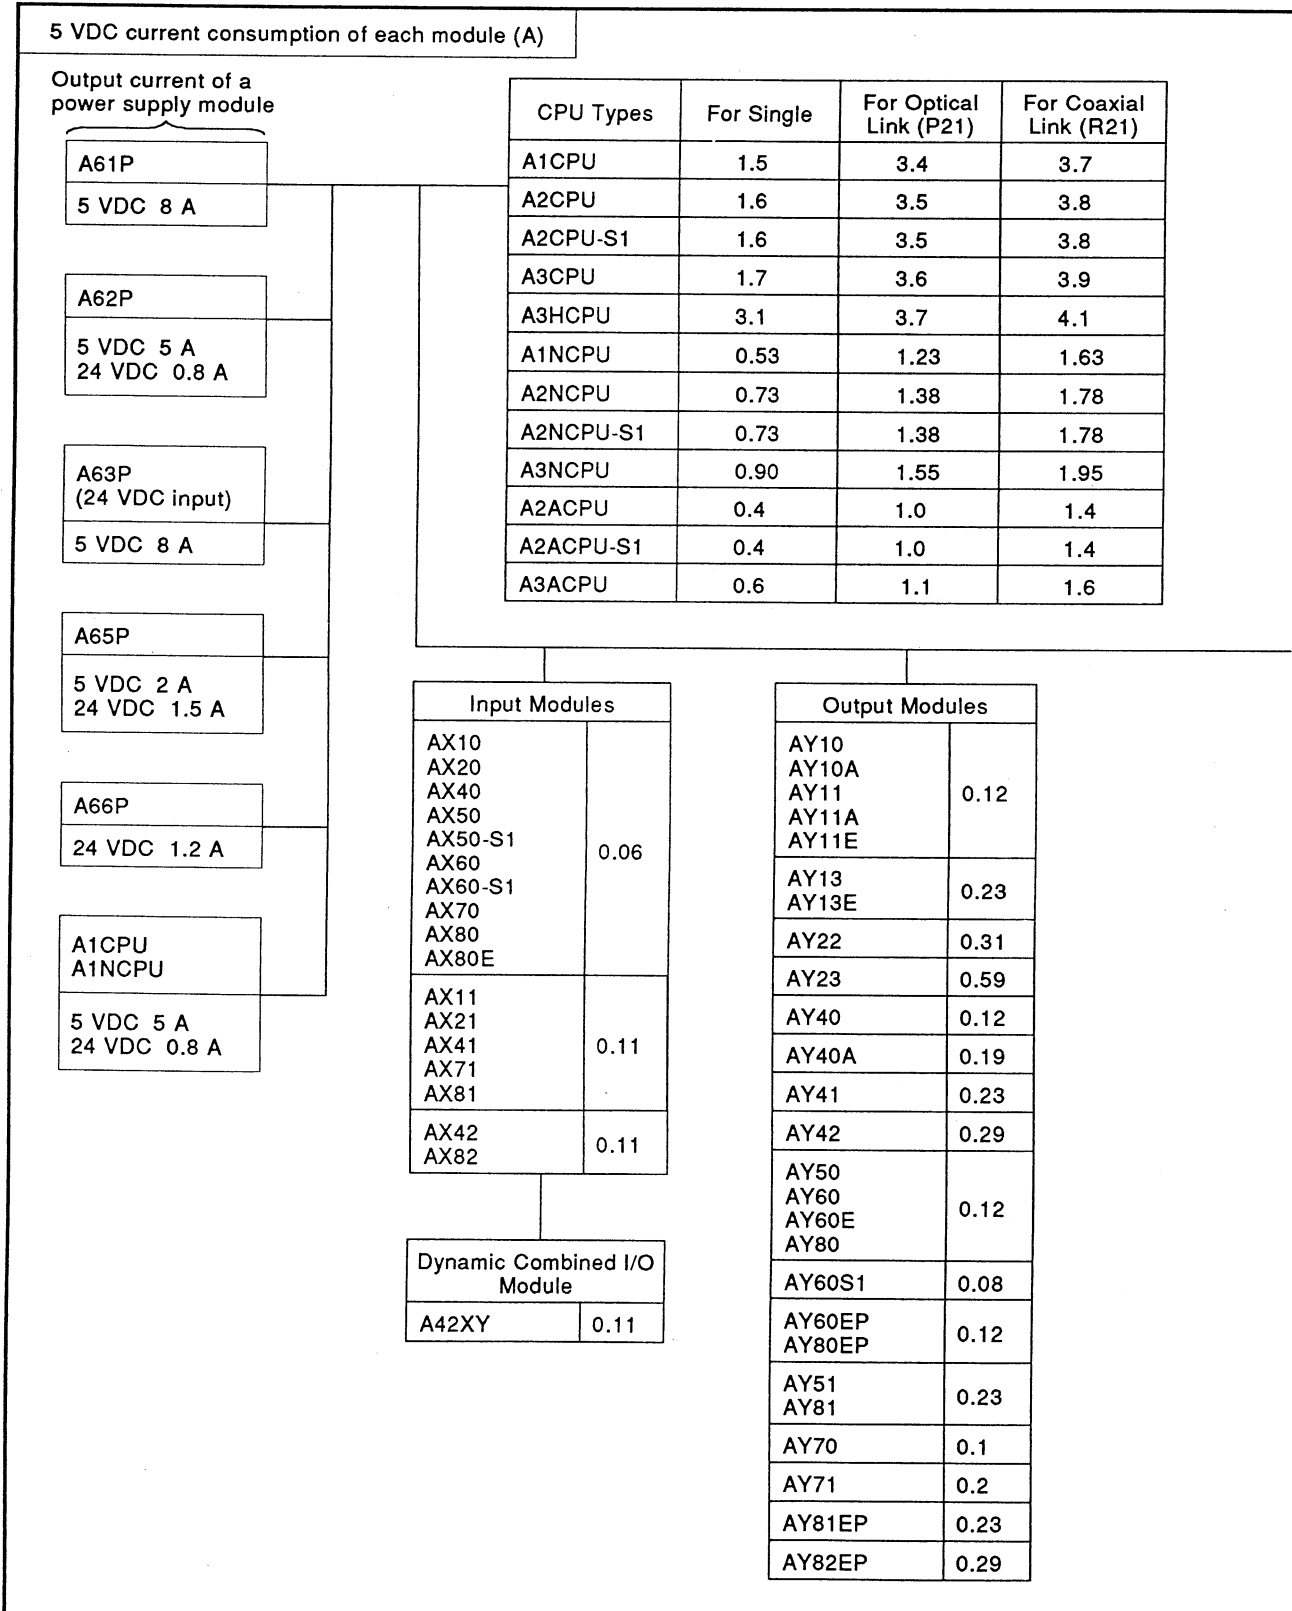 5 VDC current consumption of each module (A)
Output current of a
power supply module
A61P
5 VDC 8 A
A62P
5 VDC 5 A
24 VDC 0.8 A
A63P
(24 VDC input)
5 VDC 8 A
A65P
5 VDC 2 A
24 VDC 1.5 A
A66P
24 VDC 1.2 A
A1CPU
A1NCPU
5 VDC 5 A
24 VDC 0.8 A
CPU Types For Single For Optical Link (P21) For Coaxial Link (R21)
A1CPU 1.5 3.4 3.7
A2CPU 1.6 3.5 3.8
A2CPU-S1 1.6 3.5 3.8
A3CPU 1.7 3.6 3.9
A3HCPU 3.1 3.7 4.1
A1NCPU 0.53 1.23 1.63
A2NCPU 0.73 1.38 1.78
A2NCPU-S1 0.73 1.38 1.78
A3NCPU 0.90 1.55 1.95
A2ACPU 0.4 1.0 1.4
A2ACPU-S1 0.4 1.0 1.4
A3ACPU 0.6 1.1 1.6
Input Modules
AX10
AX20
AX40
AX50
AX50-S1
0.06
AX60
AX60-S1
AX70
AX80
AX80E
AX11
AX21
AX41 0.11
AX71
AX81
AX42
0.11
AX82
Dynamic Combined I/O
Module
A42XY 0.11
Output Modules
AY10
AY10A
AY11 0.12
AY11A
AY11E
AY13
0.23
AY13E
AY22 0.31
AY23 0.59
AY40 0.12
AY40A 0.19
AY41 0.23
AY42 0.29
AY50
AY60
0.12
AY60E
AY80
AY60S1 0.08
AY60EP
0.12
AY80EP
AY51
0.23
AY81
AY70 0.1
AY71 0.2
AY81EP 0.23
AY82EP 0.29